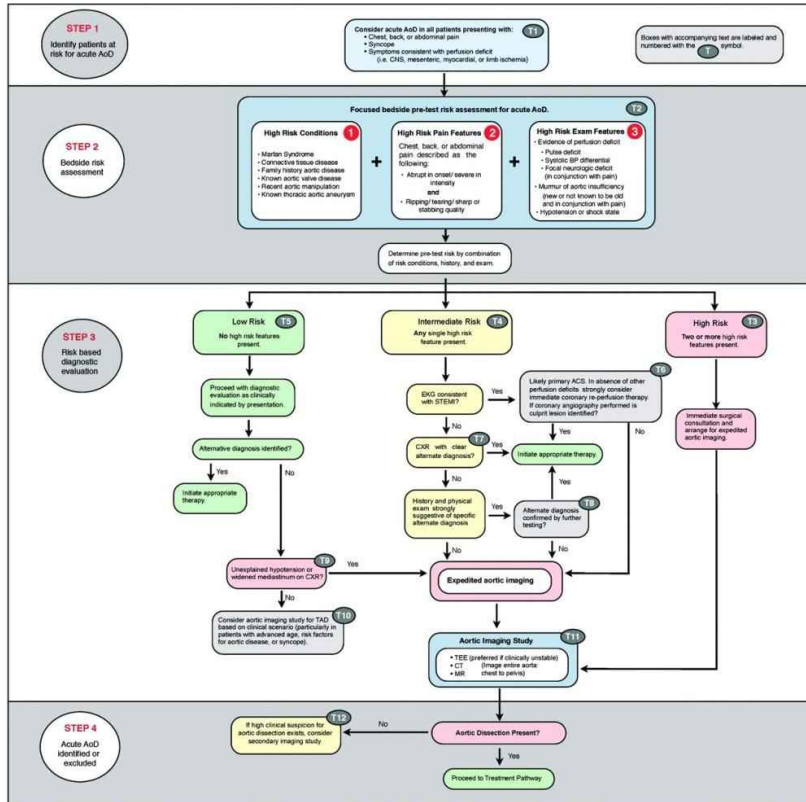 STEP 1
Identify patients at
risk for acute AoD
Consider acute AoD in all patients presenting with:
T1
• Chest, back, or abdominal pain
• Syncope
• Symptoms consistent with perfusion deficit
(i.e. CNS, mesenteric, myocardial, or limb ischemia)
Boxes with accompanying text are labeled and
numbered with the T symbol.
STEP 2
Bedside risk
assessment
Focused bedside pre-test risk assessment for acute AoD.
T2
High Risk Conditions
1
• Marfan Syndrome
• Connective tissue disease
• Family history aortic disease
• Known aortic valve disease
• Recent aortic manipulation
• Known thoracic aortic aneurysm
+
High Risk Pain Features
2
Chest, back, or abdominal
pain described as the
following:
• Abrupt in onset/ severe in
intensity
and
• Ripping/ tearing/ sharp or
stabbing quality
+
High Risk Exam Features
3
• Evidence of perfusion deficit
• Pulse deficit
• Systolic BP differential
• Focal neurologic deficit
(in conjunction with pain)
• Murmur of aortic insufficiency
(new or not known to be old
and in conjunction with pain)
• Hypotension or shock state
Determine pre-test risk by combination
of risk conditions, history, and exam.
STEP 3
Risk based
diagnostic
evaluation
Low Risk
T5
No high risk features
present.
Proceed with diagnostic
evaluation as clinically
indicated by presentation.
Alternative diagnosis identified?
Yes
No
Initiate appropriate
therapy.
Unexplained hypotension or
widened mediastinum on CXR?
T9
Yes
No
Consider aortic imaging study for TAD
based on clinical scenario (particularly in
patients with advanced age, risk factors
for aortic disease, or syncope).
T10
Intermediate Risk
T4
Any single high risk
feature present.
EKG consistent
with STEMI?
Yes
No
Likely primary ACS. In absence of other
perfusion deficits strongly consider
immediate coronary re-perfusion therapy.
If coronary angiography performed is
culprit lesion identified?
T6
Yes
No
CXR with clear
alternate diagnosis?
T7
Yes
No
Initiate appropriate therapy.
Yes
History and physical
exam strongly
suggestive of specific
alternate diagnosis
Yes
No
Alternate diagnosis
confirmed by further
testing?
T8
No
Expedited aortic imaging
High Risk
T3
Two or more high risk
features present.
Immediate surgical
consultation and
arrange for expedited
aortic imaging.
Aortic Imaging Study
T11
• TEE (preferred if clinically unstable)
• CT (Image entire aorta:
• MR chest to pelvis)
STEP 4
Acute AoD
identified or
excluded
Aortic Dissection Present?
No
If high clinical suspicion for
aortic dissection exists, consider
secondary imaging study
T12
Yes
Proceed to Treatment Pathway